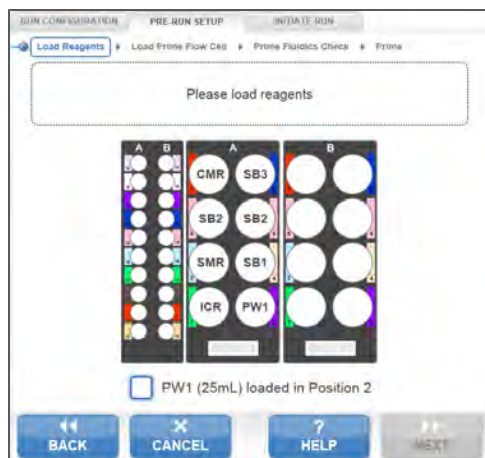 RUN CONFIGURATION PRE-RUN SETUP INITIATE RUN
Load Reagents Load Prime Flow Cell Prime Fluidics Check Prime
Please load reagents
A B A B
CMR SB3
SB2 SB2
SMR SB1
ICR PW1
PW1 (25mL) loaded in Position 2
BACK CANCEL ? HELP NEXT